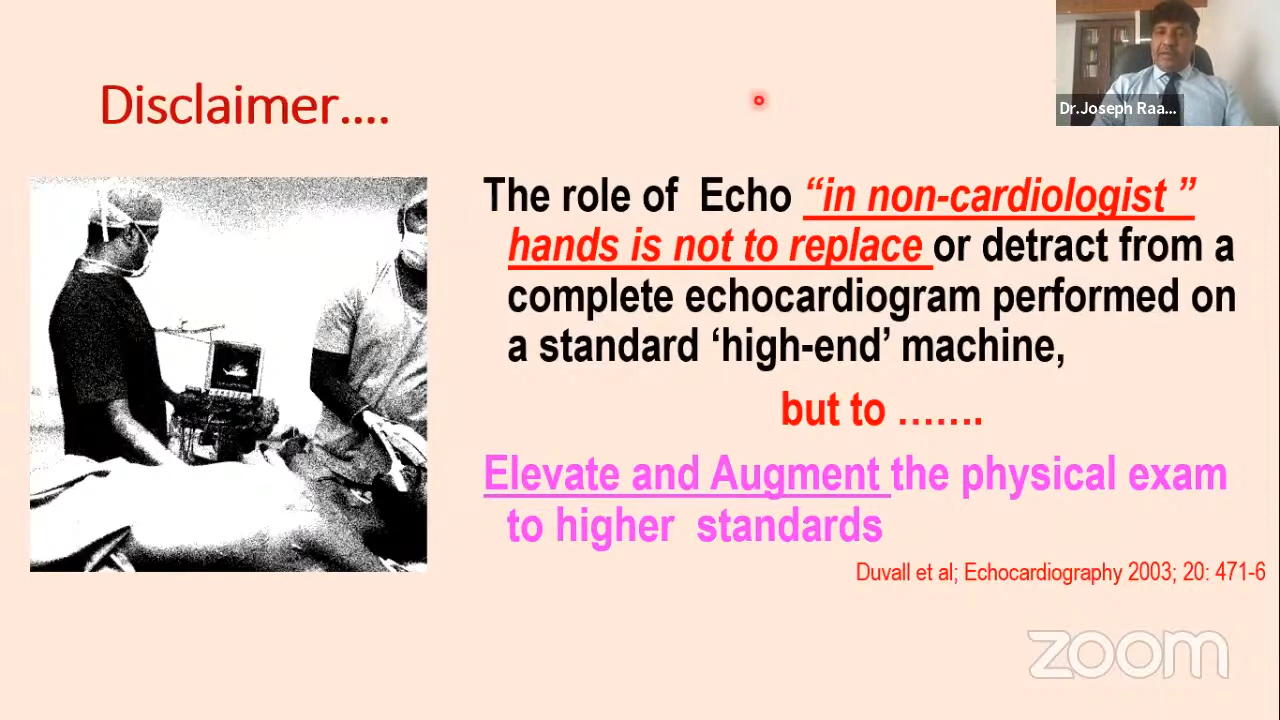 Disclaimer....
Dr.Joseph Raa...
The role of Echo “in non-cardiologist ”
hands is not to replace or detract from a
complete echocardiogram performed on
a standard ‘high-end’ machine,
but to …….
Elevate and Augment the physical exam
to higher standards
Duvall et al; Echocardiography 2003; 20: 471-6
zoom